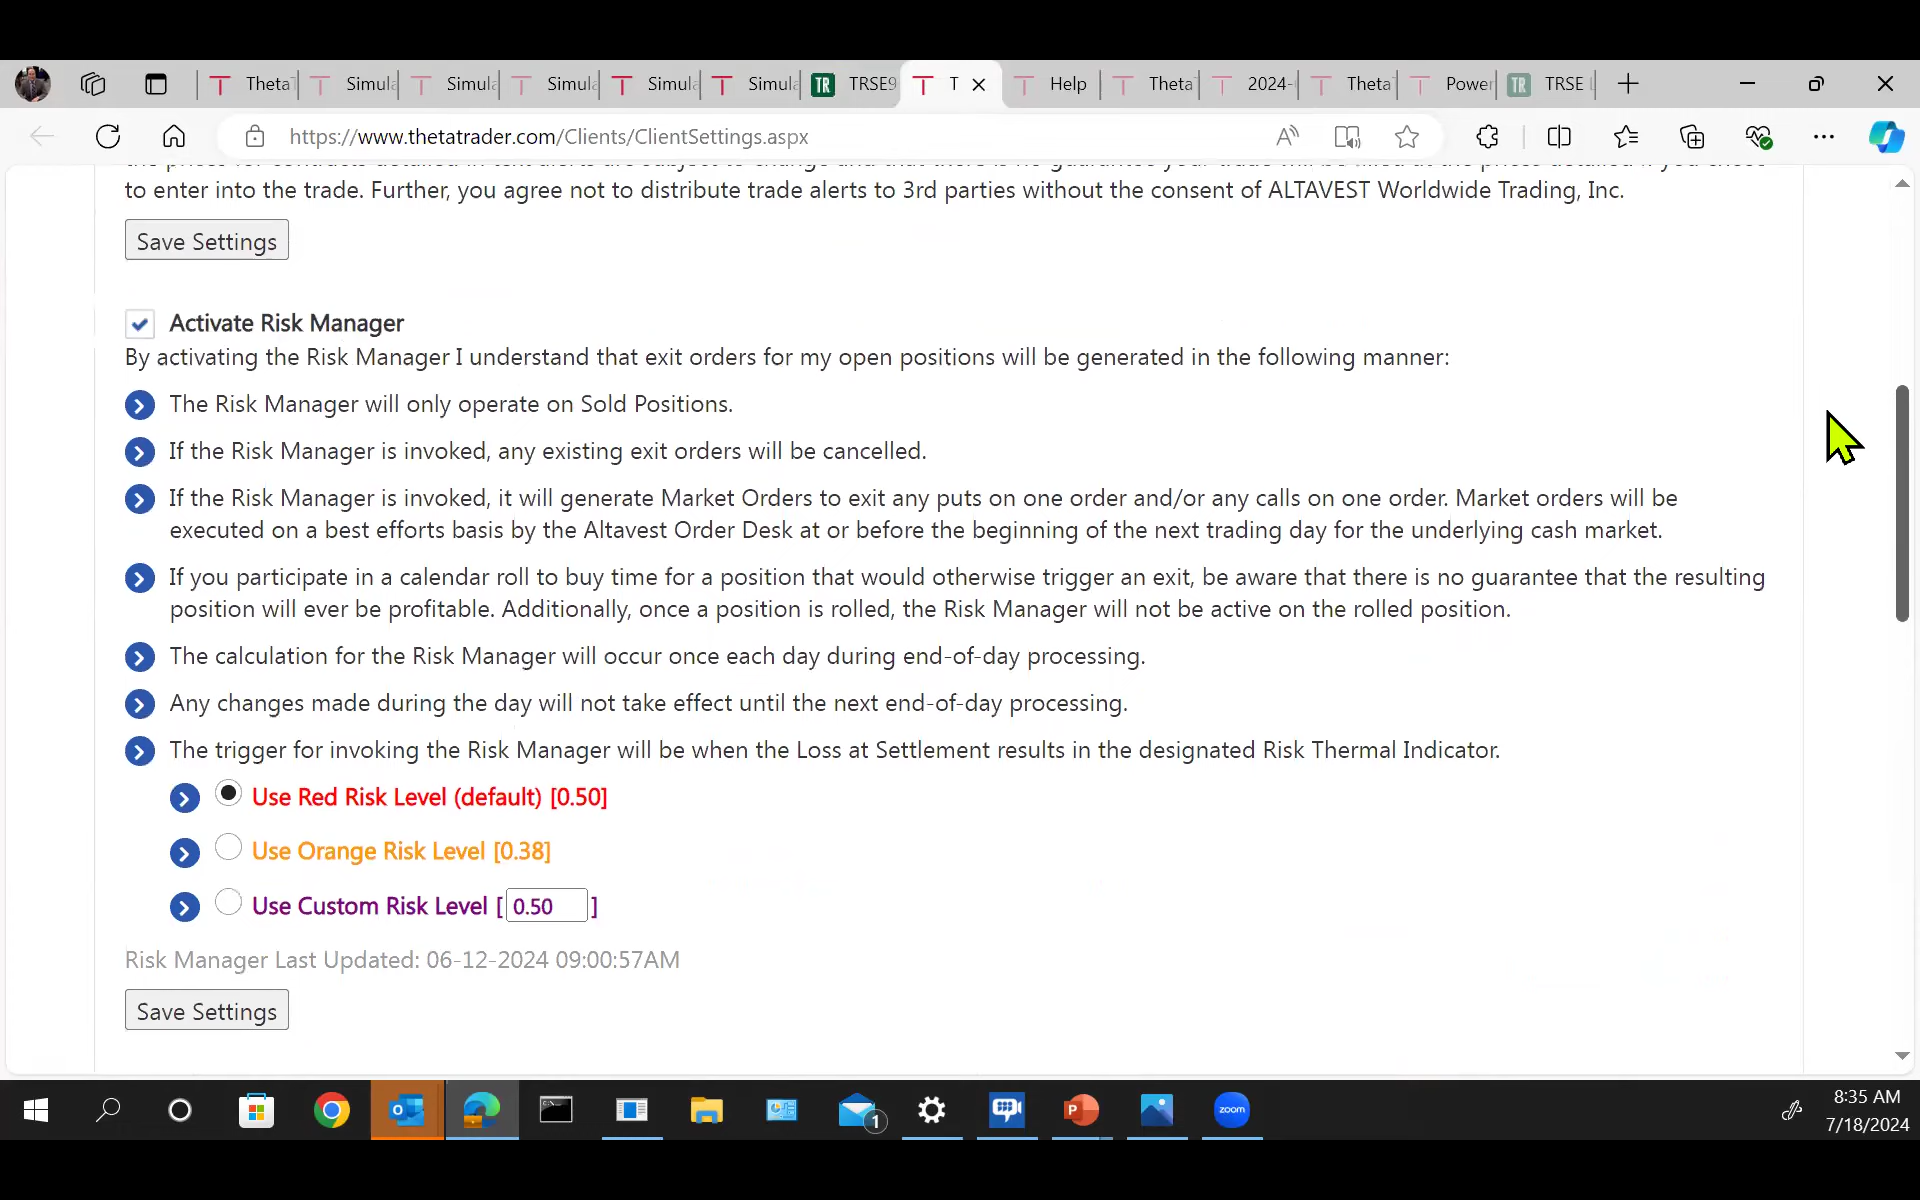 ThetaT
Simula
Simula
Simula
Simula
Simula
TR
TRSE9
T
Help
Theta
2024-
Theta
Power
TR
TRSE L
https://www.thetatrader.com/Clients/ClientSettings.aspx
to enter into the trade. Further, you agree not to distribute trade alerts to 3rd parties without the consent of ALTAVEST Worldwide Trading, Inc.
Save Settings
Activate Risk Manager
By activating the Risk Manager I understand that exit orders for my open positions will be generated in the following manner:
The Risk Manager will only operate on Sold Positions.
If the Risk Manager is invoked, any existing exit orders will be cancelled.
If the Risk Manager is invoked, it will generate Market Orders to exit any puts on one order and/or any calls on one order. Market orders will be
executed on a best efforts basis by the Altavest Order Desk at or before the beginning of the next trading day for the underlying cash market.
If you participate in a calendar roll to buy time for a position that would otherwise trigger an exit, be aware that there is no guarantee that the resulting
position will ever be profitable. Additionally, once a position is rolled, the Risk Manager will not be active on the rolled position.
The calculation for the Risk Manager will occur once each day during end-of-day processing.
Any changes made during the day will not take effect until the next end-of-day processing.
The trigger for invoking the Risk Manager will be when the Loss at Settlement results in the designated Risk Thermal Indicator.
Use Red Risk Level (default) [0.50]
Use Orange Risk Level [0.38]
Use Custom Risk Level [ 0.50 ]
Risk Manager Last Updated: 06-12-2024 09:00:57AM
Save Settings
1
zoom
8:35 AM
7/18/2024